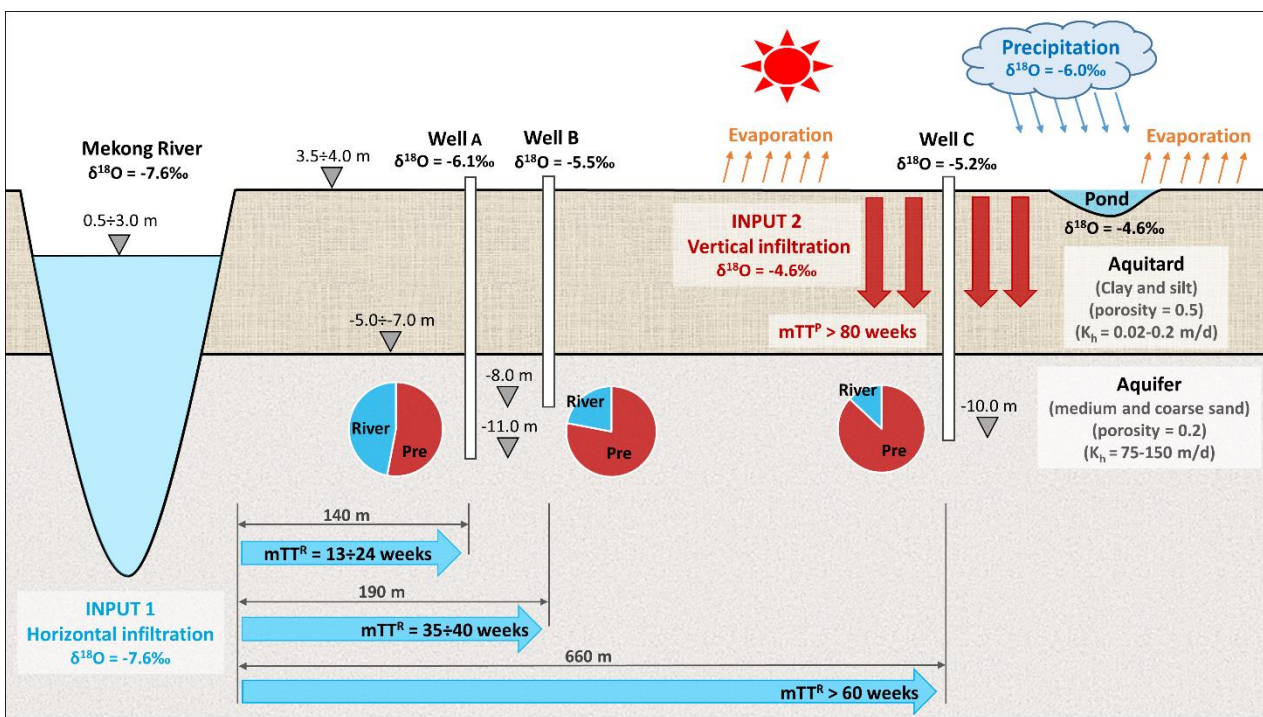 Precipitation
δ¹⁸O = -6.0‰
Mekong River
δ¹⁸O = -7.6‰
3.5÷4.0 m
Well A
δ¹⁸O = -6.1‰
Well B
δ¹⁸O = -5.5‰
Evaporation
Well C
δ¹⁸O = -5.2‰
Evaporation
0.5÷3.0 m
INPUT 2
Vertical infiltration
δ¹⁸O = -4.6‰
Pond
δ¹⁸O = -4.6‰
Aquitard
(Clay and silt)
(porosity = 0.5)
(Kₕ = 0.02-0.2 m/d)
-5.0÷-7.0 m
mTTᴾ > 80 weeks
-8.0 m
-11.0 m
River
Pre
River
Pre
River
Pre
-10.0 m
Aquifer
(medium and coarse sand)
(porosity = 0.2)
(Kₕ = 75-150 m/d)
140 m
mTTᴿ = 13÷24 weeks
190 m
mTTᴿ = 35÷40 weeks
660 m
mTTᴿ > 60 weeks
INPUT 1
Horizontal infiltration
δ¹⁸O = -7.6‰